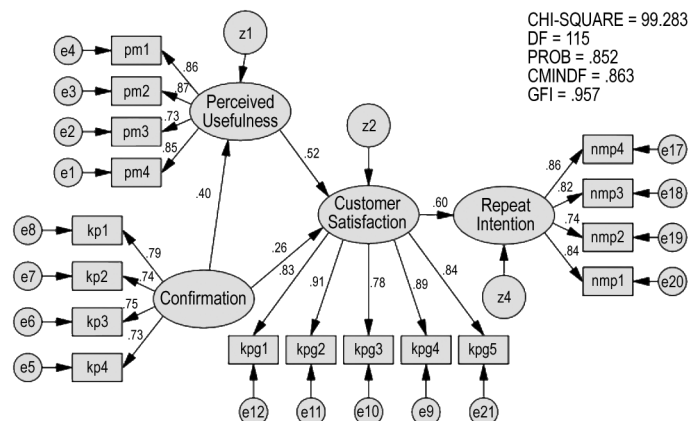 CHI-SQUARE = 99.283
DF = 115
PROB = .852
CMINDF = .863
GFI = .957
z1
e4
pm1
.86
e3
pm2
.87
Perceived
Usefulness
e2
pm3
.73
e1
pm4
.85
z2
.52
.40
Customer
Satisfaction
.60
Repeat
Intention
.86
nmp4
e17
.82
nmp3
e18
.74
nmp2
e19
.84
nmp1
e20
z4
e8
kp1
.79
e7
kp2
.74
e6
kp3
.75
e5
kp4
.73
Confirmation
.26
.83
.91
.78
.89
.84
kpg1
kpg2
kpg3
kpg4
kpg5
e12
e11
e10
e9
e21